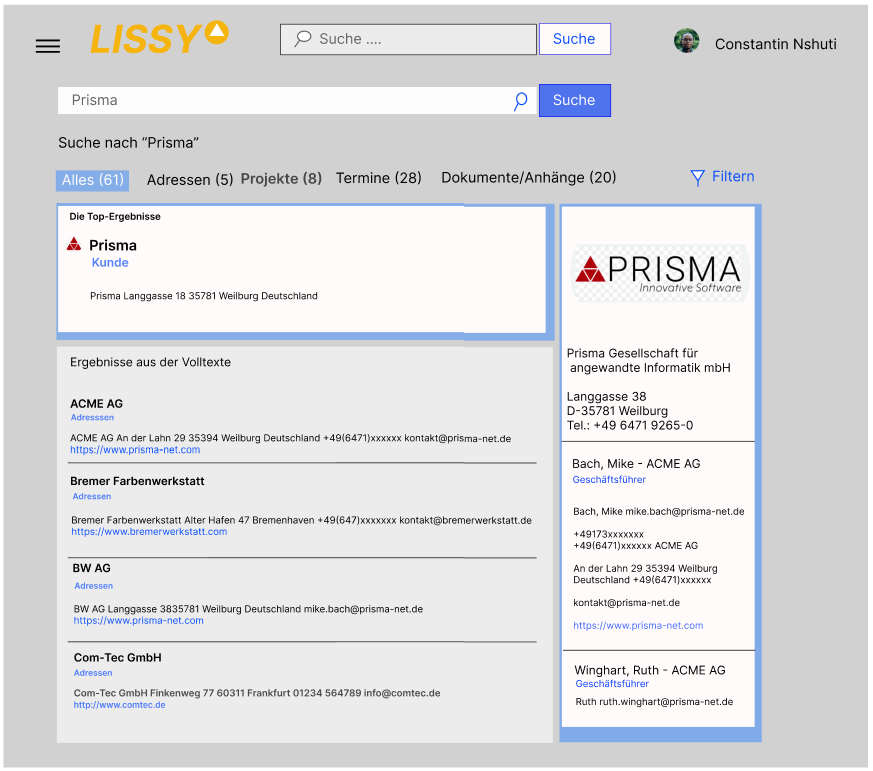 LISSY
Suche ....
Suche
Constantin Nshuti
Prisma
Suche
Suche nach “Prisma”
Alles (61)
Adressen (5)
Projekte (8)
Termine (28)
Dokumente/Anhänge (20)
Filtern
Die Top-Ergebnisse
Prisma
Kunde
Prisma Langgasse 18 35781 Weilburg Deutschland
Ergebnisse aus der Volltexte
ACME AG
Adresssen
ACME AG An der Lahn 29 35394 Weilburg Deutschland +49(6471)xxxxxx kontakt@prisma-net.de
https://www.prisma-net.com
Bremer Farbenwerkstatt
Adressen
Bremer Farbenwerkstatt Alter Hafen 47 Bremenhaven +49(647)xxxxxxx kontakt@bremerwerkstatt.de
https://www.bremerwerkstatt.com
BW AG
Adressen
BW AG Langgasse 3835781 Weilburg Deutschland mike.bach@prisma-net.de
https://www.prisma-net.com
Com-Tec GmbH
Adressen
Com-Tec GmbH Finkenweg 77 60311 Frankfurt 01234 564789 info@comtec.de
http://www.comtec.de
PRISMA
Innovative Software
Prisma Gesellschaft für
angewandte Informatik mbH
Langgasse 38
D-35781 Weilburg
Tel.: +49 6471 9265-0
Bach, Mike - ACME AG
Geschäftsführer
Bach, Mike mike.bach@prisma-net.de
+49173xxxxxxx
+49(6471)xxxxxx ACME AG
An der Lahn 29 35394 Weilburg
Deutschland +49(6471)xxxxxx
kontakt@prisma-net.de
https://www.prisma-net.com
Winghart, Ruth - ACME AG
Geschäftsführer
Ruth ruth.winghart@prisma-net.de